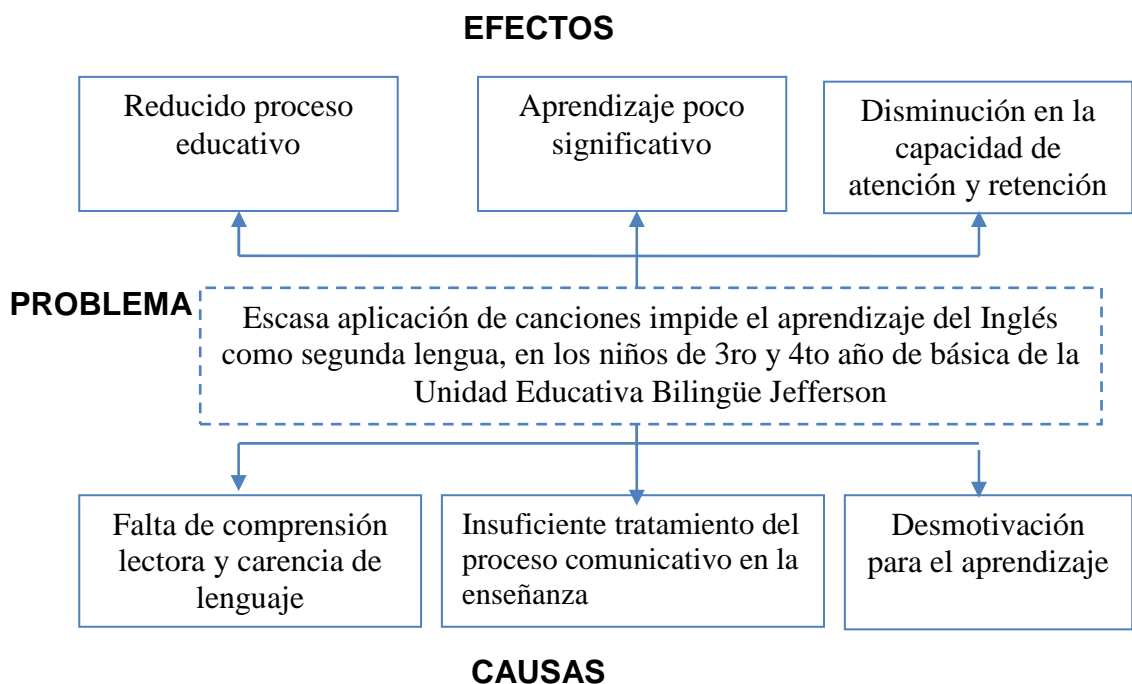 EFECTOS
Reducido proceso
educativo
Aprendizaje poco
significativo
Disminución en la
capacidad de
atención y retención
PROBLEMA
Escasa aplicación de canciones impide el aprendizaje del Inglés
como segunda lengua, en los niños de 3ro y 4to año de básica de la
Unidad Educativa Bilingüe Jefferson
Falta de comprensión
lectora y carencia de
lenguaje
Insuficiente tratamiento del
proceso comunicativo en la
enseñanza
Desmotivación
para el aprendizaje
CAUSAS